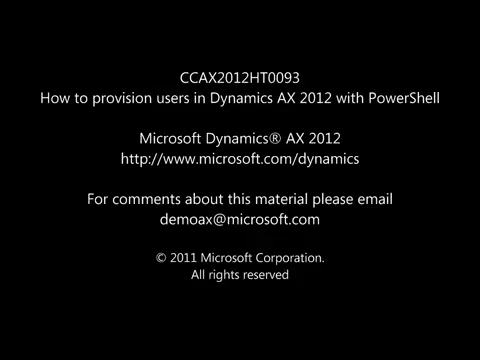 CCAX2012HT0093
How to provision users in Dynamics AX 2012 with PowerShell
Microsoft Dynamics® AX 2012
http://www.microsoft.com/dynamics
For comments about this material please email
demoax@microsoft.com
© 2011 Microsoft Corporation.
All rights reserved